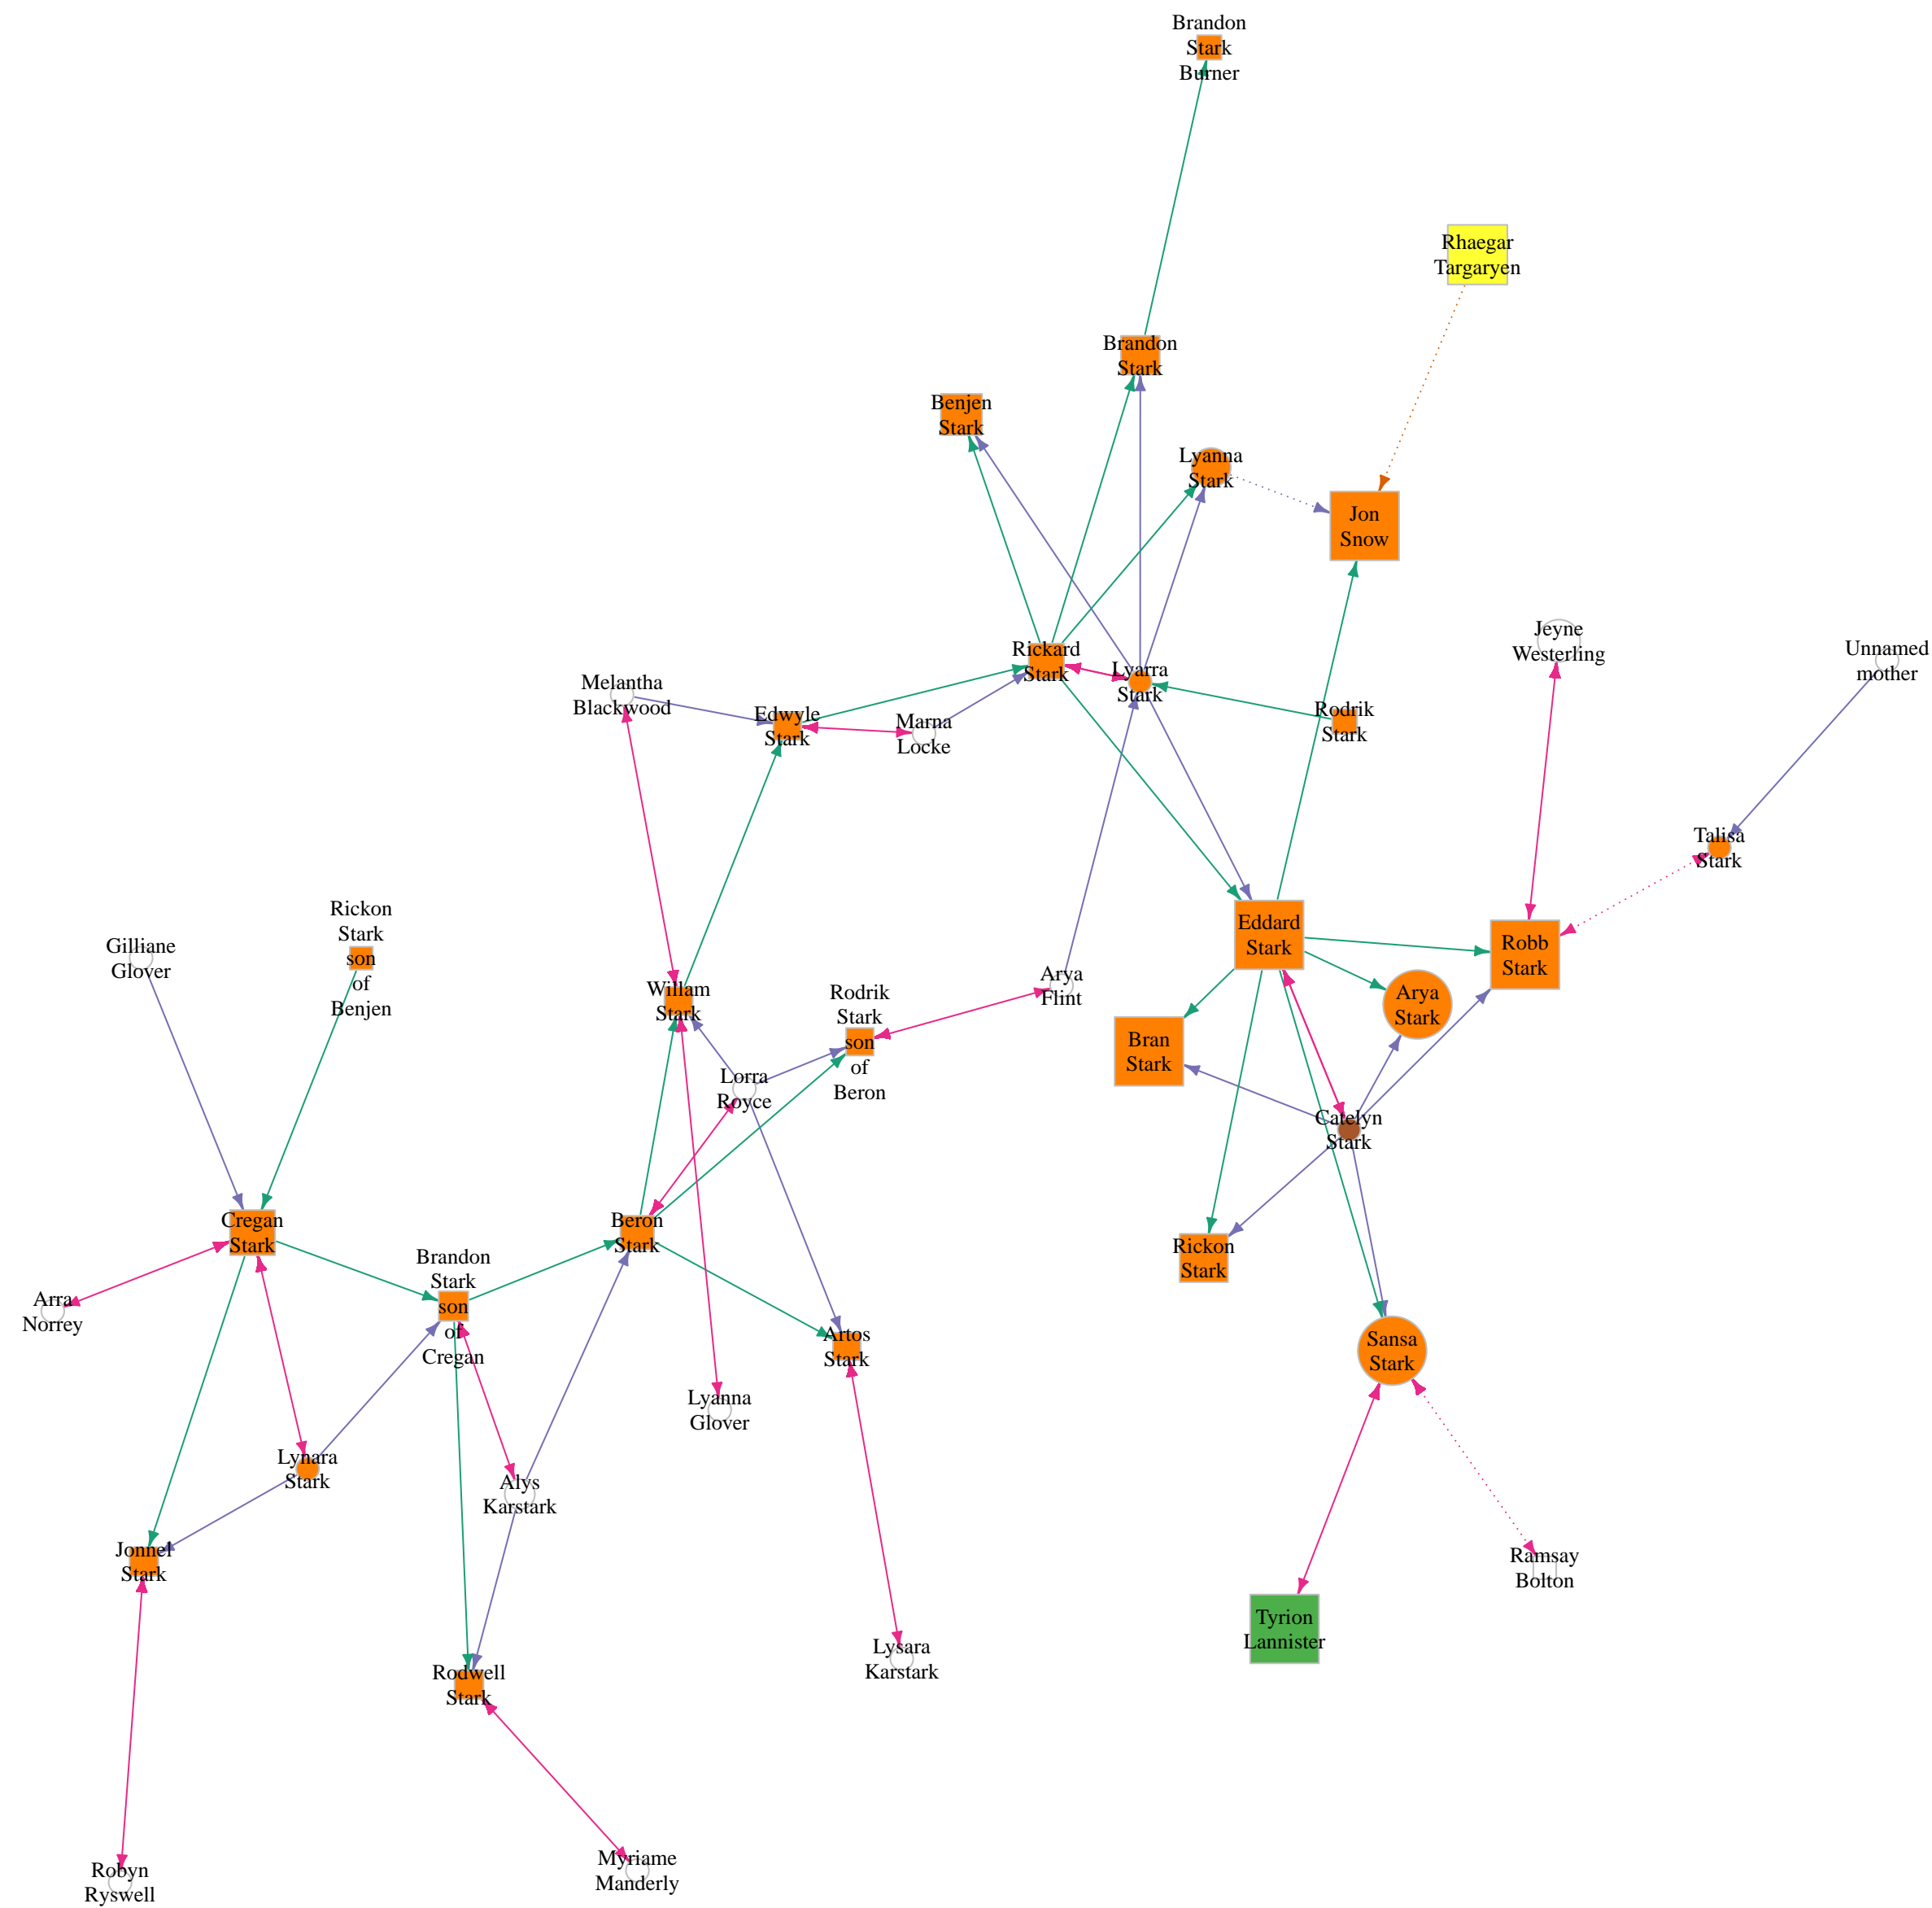 Brandon
Stark
Burner
Rhaegar
Targaryen
Brandon
Stark
Benjen
Stark
Lyanna
Stark
Jon
Snow
Jeyne
Westerling
Unnamed
mother
Rickard
Stark
Lyarra
Stark
Melantha
Blackwood
Edwyle
Stark
Marna
Locke
Rodrik
Stark
Talisa
Stark
Rickon
Stark
son
of
Benjen
Gilliane
Glover
Eddard
Stark
Robb
Stark
Arya
Flint
Willam
Stark
Rodrik
Stark
son
of
Beron
Arya
Stark
Bran
Stark
Lorra
Royce
Catelyn
Stark
Cregan
Stark
Beron
Stark
Rickon
Stark
Brandon
Stark
son
of
Cregan
Arra
Norrey
Artos
Stark
Sansa
Stark
Lyanna
Glover
Lynara
Stark
Alys
Karstark
Jonnel
Stark
Ramsay
Bolton
Tyrion
Lannister
Lysara
Karstark
Rodwell
Stark
Robyn
Ryswell
Myriame
Manderly